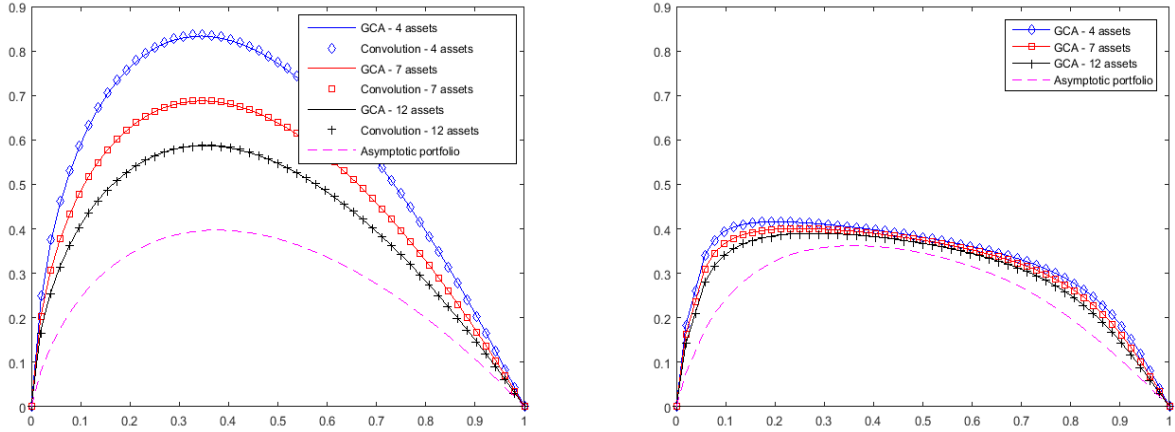 0.9
0.8
0.7
0.6
0.5
0.4
0.3
0.2
0.1
0
0 0.1 0.2 0.3 0.4 0.5 0.6 0.7 0.8 0.9 1
GCA - 4 assets
Convolution - 4 assets
GCA - 7 assets
Convolution - 7 assets
GCA - 12 assets
Convolution - 12 assets
Asymptotic portfolio
0.9
0.8
0.7
0.6
0.5
0.4
0.3
0.2
0.1
0
0 0.1 0.2 0.3 0.4 0.5 0.6 0.7 0.8 0.9 1
GCA - 4 assets
GCA - 7 assets
GCA - 12 assets
Asymptotic portfolio